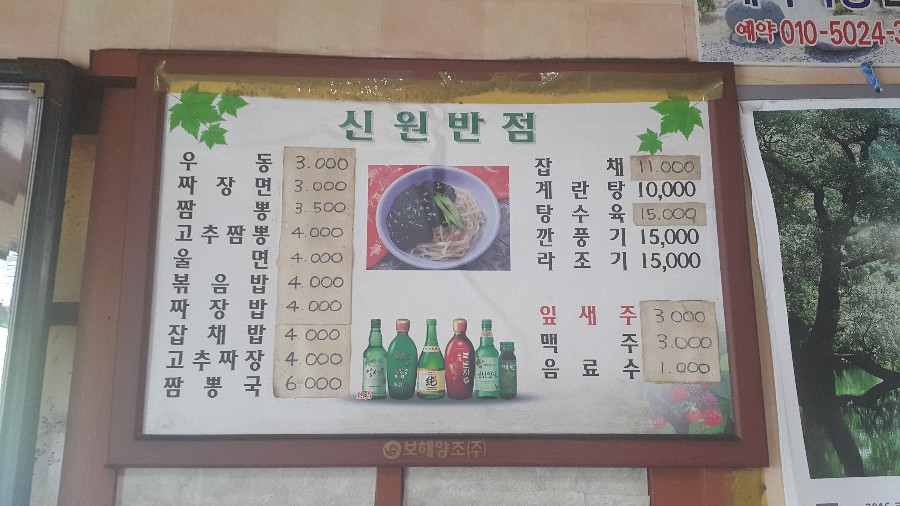 예약 010-5024-3
신원반점
우동 3.000
짜장면 3.000
짬뽕 3.500
고추짬뽕 4.000
울면 4.000
볶음밥 4.000
짜장밥 4.000
잡채밥 4.000
고추짜장 4.000
짬뽕국 6.000
잡채 11.000
계란탕 10,000
탕수육 15,000
깐풍기 15,000
라조기 15,000
잎새주 3.000
맥주 3.000
음료수 1.000
보해양조(주)